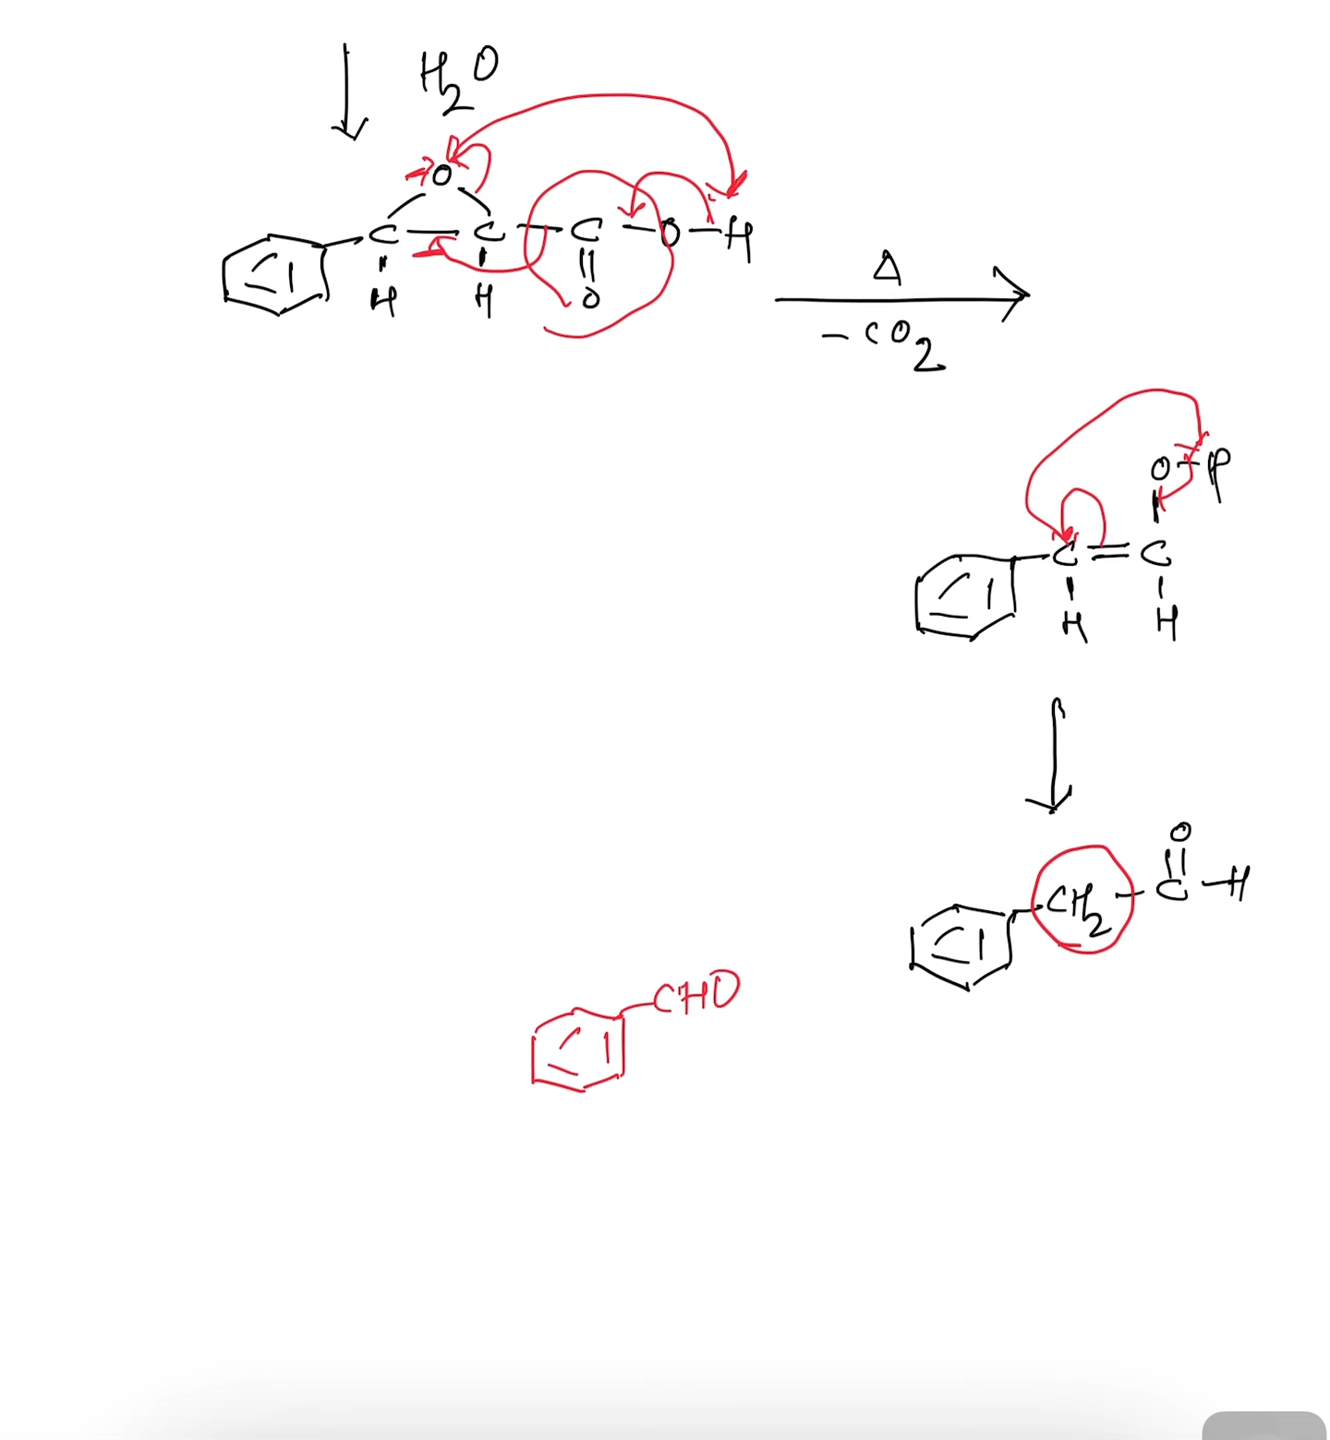 H2O
O
C — C — C — O — H
H H O
Δ
- CO2
O - H
C = C
H H
O
CH2 - C - H
CHO